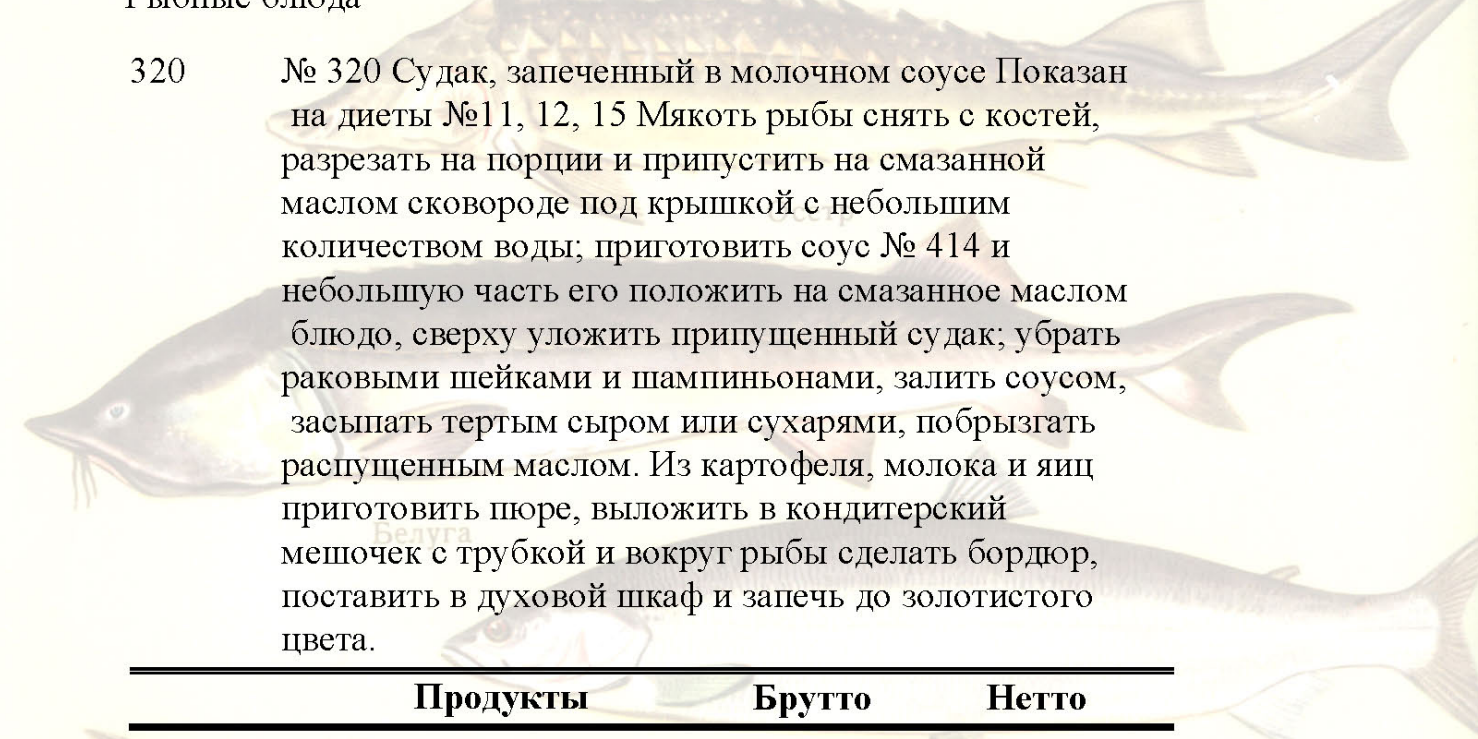 Рыбные блюда
320 № 320 Судак, запеченный в молочном соусе Показан
на диеты №11, 12, 15 Мякоть рыбы снять с костей,
разрезать на порции и припустить на смазанной
маслом сковороде под крышкой с небольшим
Осетр
количеством воды; приготовить соус № 414 и
небольшую часть его положить на смазанное маслом
блюдо, сверху уложить припущенный судак; убрать
раковыми шейками и шампиньонами, залить соусом,
засыпать тертым сыром или сухарями, побрызгать
распущенным маслом. Из картофеля, молока и яиц
приготовить пюре, выложить в кондитерский
Белуга
мешочек с трубкой и вокруг рыбы сделать бордюр,
поставить в духовой шкаф и запечь до золотистого
цвета.
Продукты Брутто Нетто